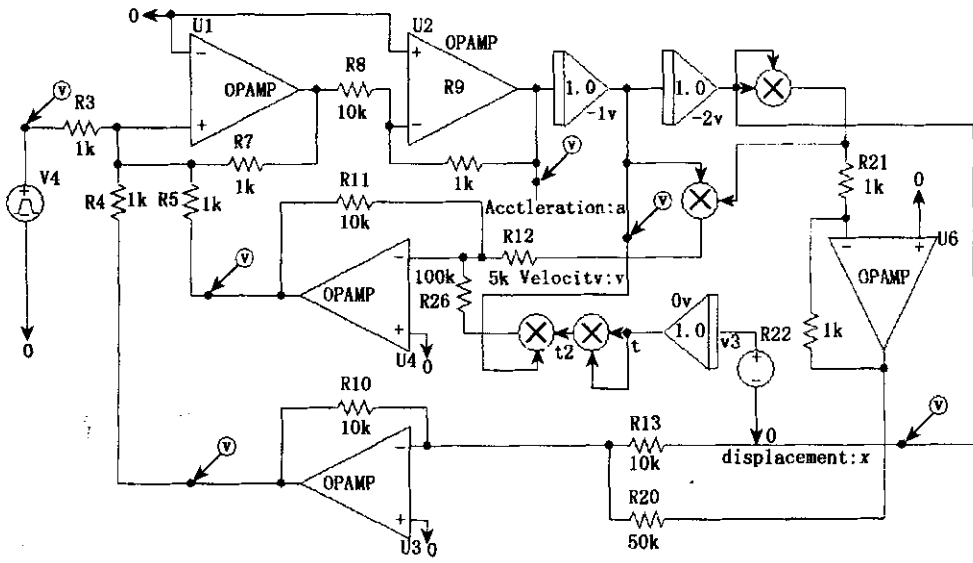 0
U1
U2
OPAMP
R8
R3
OPAMP
R9
1.0
1.0
10k
-1v
-2v
1k
R7
V4
1k
1k
R21
R4
1k
R5
1k
R11
1k
0
Acctleration:a
10k
R12
U6
100k
5k
Velocitv:v
OPAMP
OPAMP
R26
0v
1.0
R22
1k
t2
t
v3
U4
0
0
R10
R13
0
10k
10k
displacement:x
OPAMP
R20
U3
0
50k
V
V
V
V
V
V